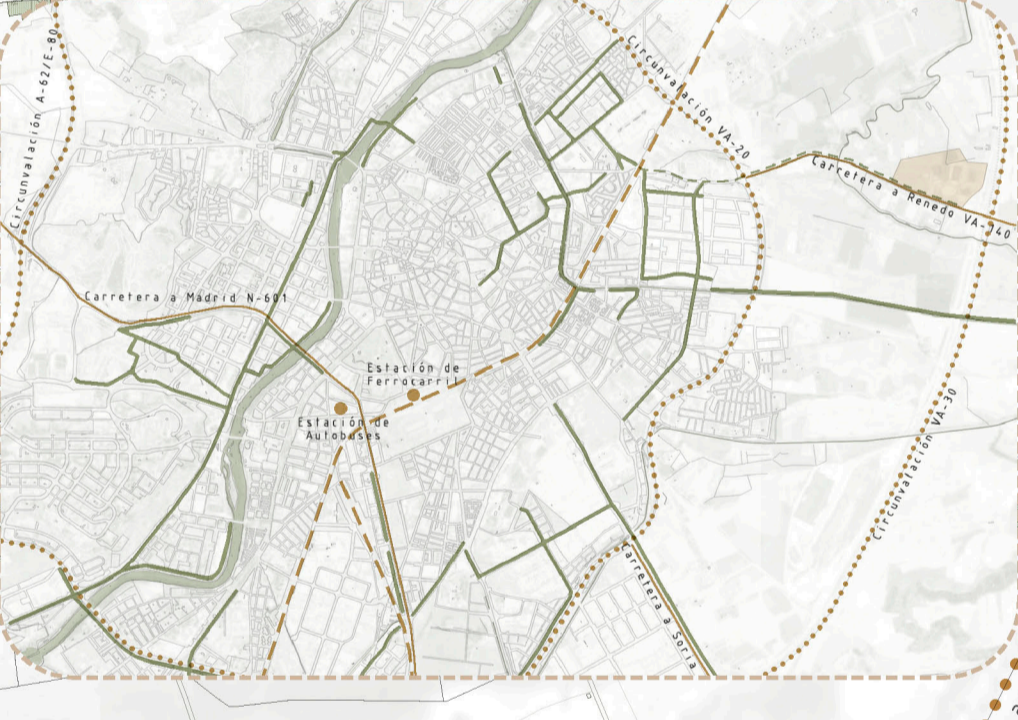 Circunvalación A-62/E-80
Circunvalación VA-20
Carretera a Renedo VA-140
Carretera a Madrid N-601
Estación de
Ferrocarril
Estación de
Autobuses
Circunvalación VA-30
Carretera a Soria